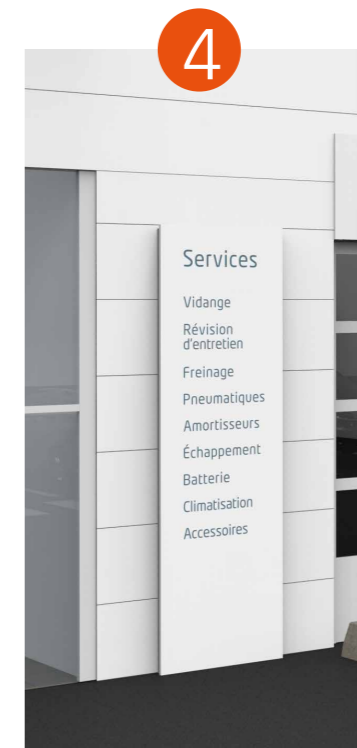 4
Services
Vidange
Révision
d'entretien
Freinage
Pneumatiques
Amortisseurs
Échappement
Batterie
Climatisation
Accessoires